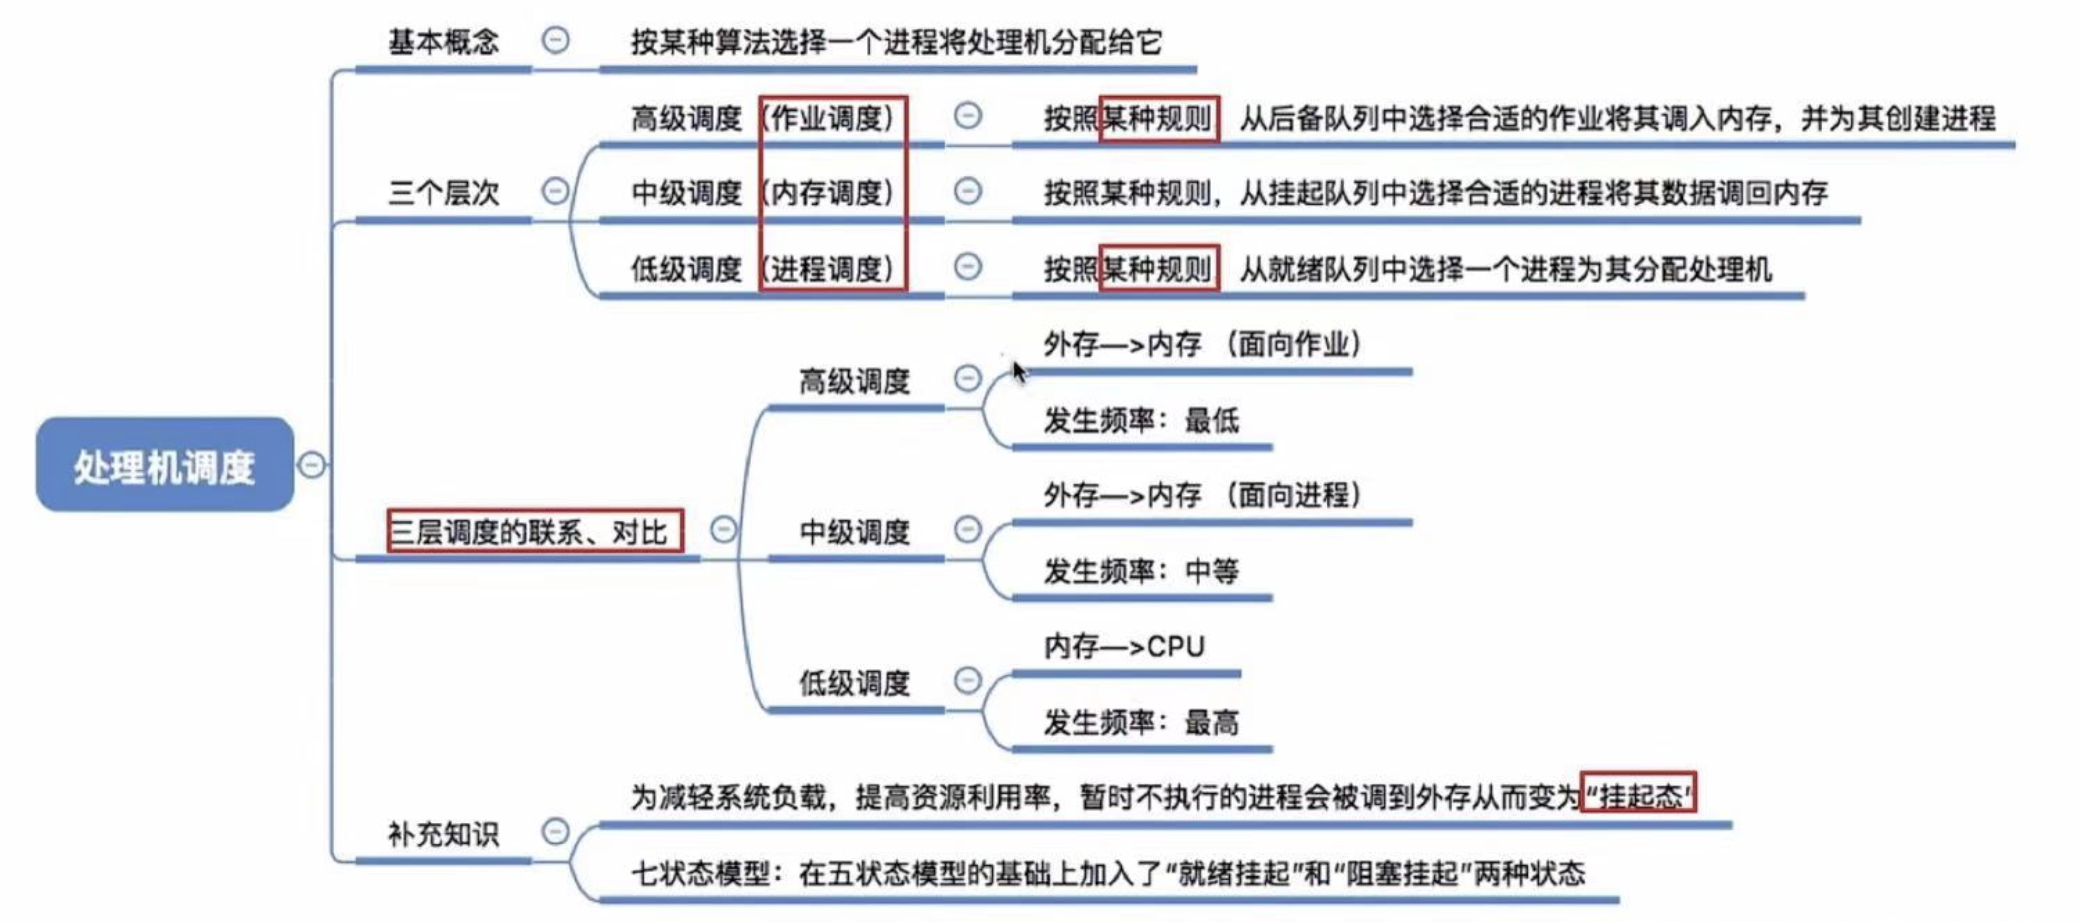 基本概念
按某种算法选择一个进程将处理机分配给它
高级调度（作业调度）
按照某种规则，从后备队列中选择合适的作业将其调入内存，并为其创建进程
三个层次
中级调度（内存调度）
按照某种规则，从挂起队列中选择合适的进程将其数据调回内存
低级调度（进程调度）
按照某种规则，从就绪队列中选择一个进程为其分配处理机
处理机调度
三层调度的联系、对比
高级调度
外存—>内存 （面向作业）
发生频率：最低
中级调度
外存—>内存 （面向进程）
发生频率：中等
低级调度
内存—>CPU
发生频率：最高
补充知识
为减轻系统负载，提高资源利用率，暂时不执行的进程会被调到外存从而变为“挂起态”
七状态模型：在五状态模型的基础上加入了“就绪挂起”和“阻塞挂起”两种状态